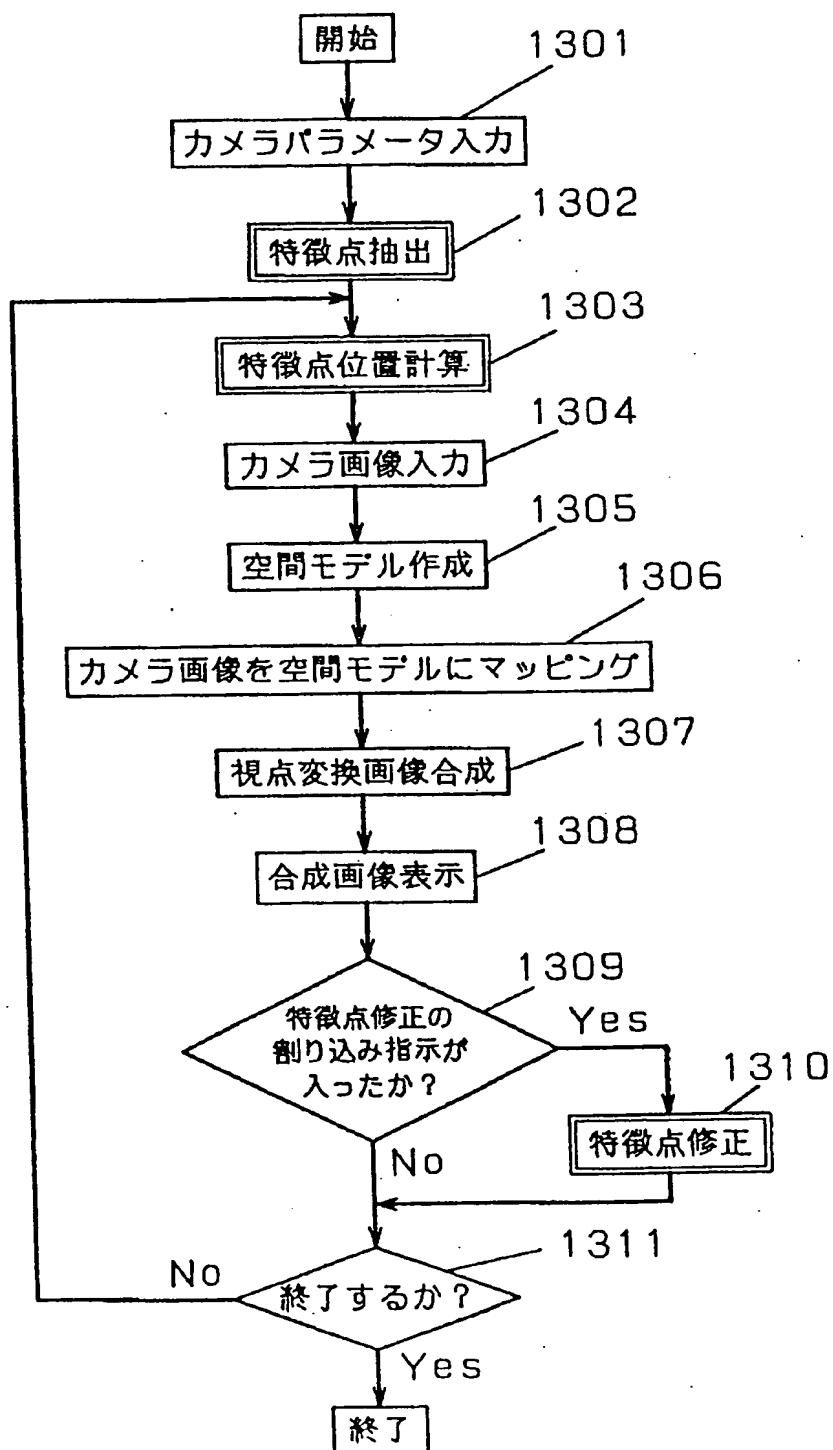 開始
1301
カメラパラメータ入力
1302
特徴点抽出
1303
特徴点位置計算
1304
カメラ画像入力
1305
空間モデル作成
1306
カメラ画像を空間モデルにマッピング
1307
視点変換画像合成
1308
合成画像表示
1309
特徴点修正の
割り込み指示が
入ったか?
Yes
1310
特徴点修正
No
1311
終了するか?
No
Yes
終了